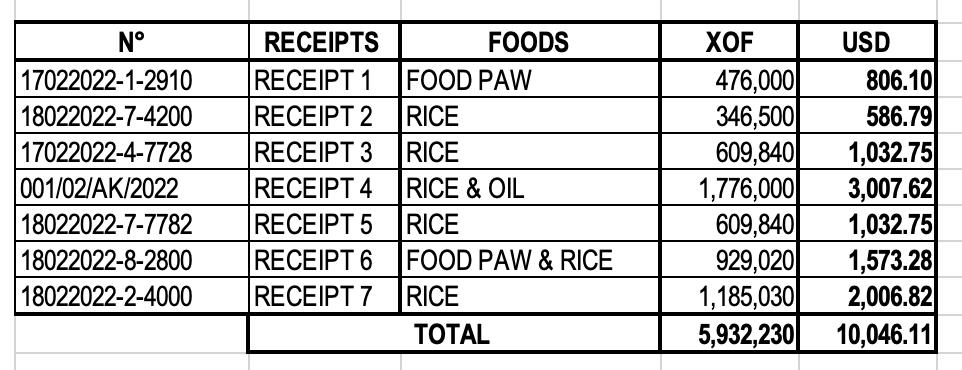 N° RECEIPTS FOODS XOF USD
17022022-1-2910 RECEIPT 1 FOOD PAW 476,000 806.10
18022022-7-4200 RECEIPT 2 RICE 346,500 586.79
17022022-4-7728 RECEIPT 3 RICE 609,840 1,032.75
001/02/AK/2022 RECEIPT 4 RICE & OIL 1,776,000 3,007.62
18022022-7-7782 RECEIPT 5 RICE 609,840 1,032.75
18022022-8-2800 RECEIPT 6 FOOD PAW & RICE 929,020 1,573.28
18022022-2-4000 RECEIPT 7 RICE 1,185,030 2,006.82
TOTAL 5,932,230 10,046.11